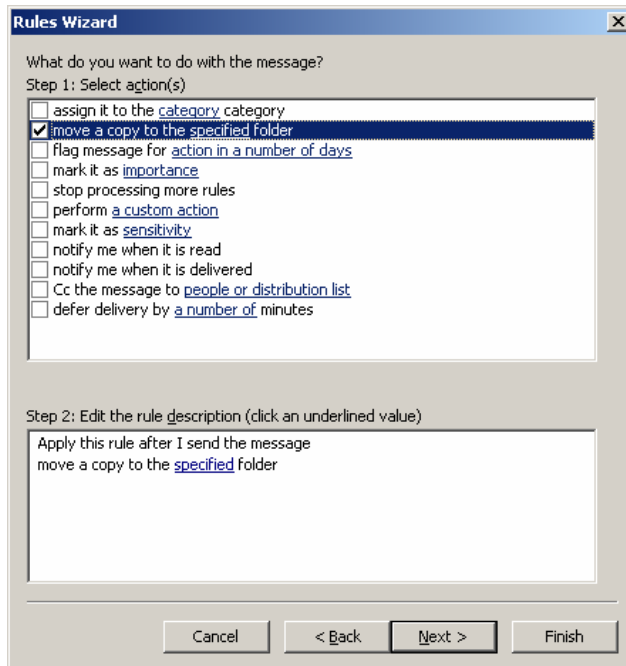 Rules Wizard
What do you want to do with the message?
Step 1: Select action(s)
assign it to the category category
move a copy to the specified folder
flag message for action in a number of days
mark it as importance
stop processing more rules
perform a custom action
mark it as sensitivity
notify me when it is read
notify me when it is delivered
Cc the message to people or distribution list
defer delivery by a number of minutes
Step 2: Edit the rule description (click an underlined value)
Apply this rule after I send the message
move a copy to the specified folder
Cancel < Back Next > Finish